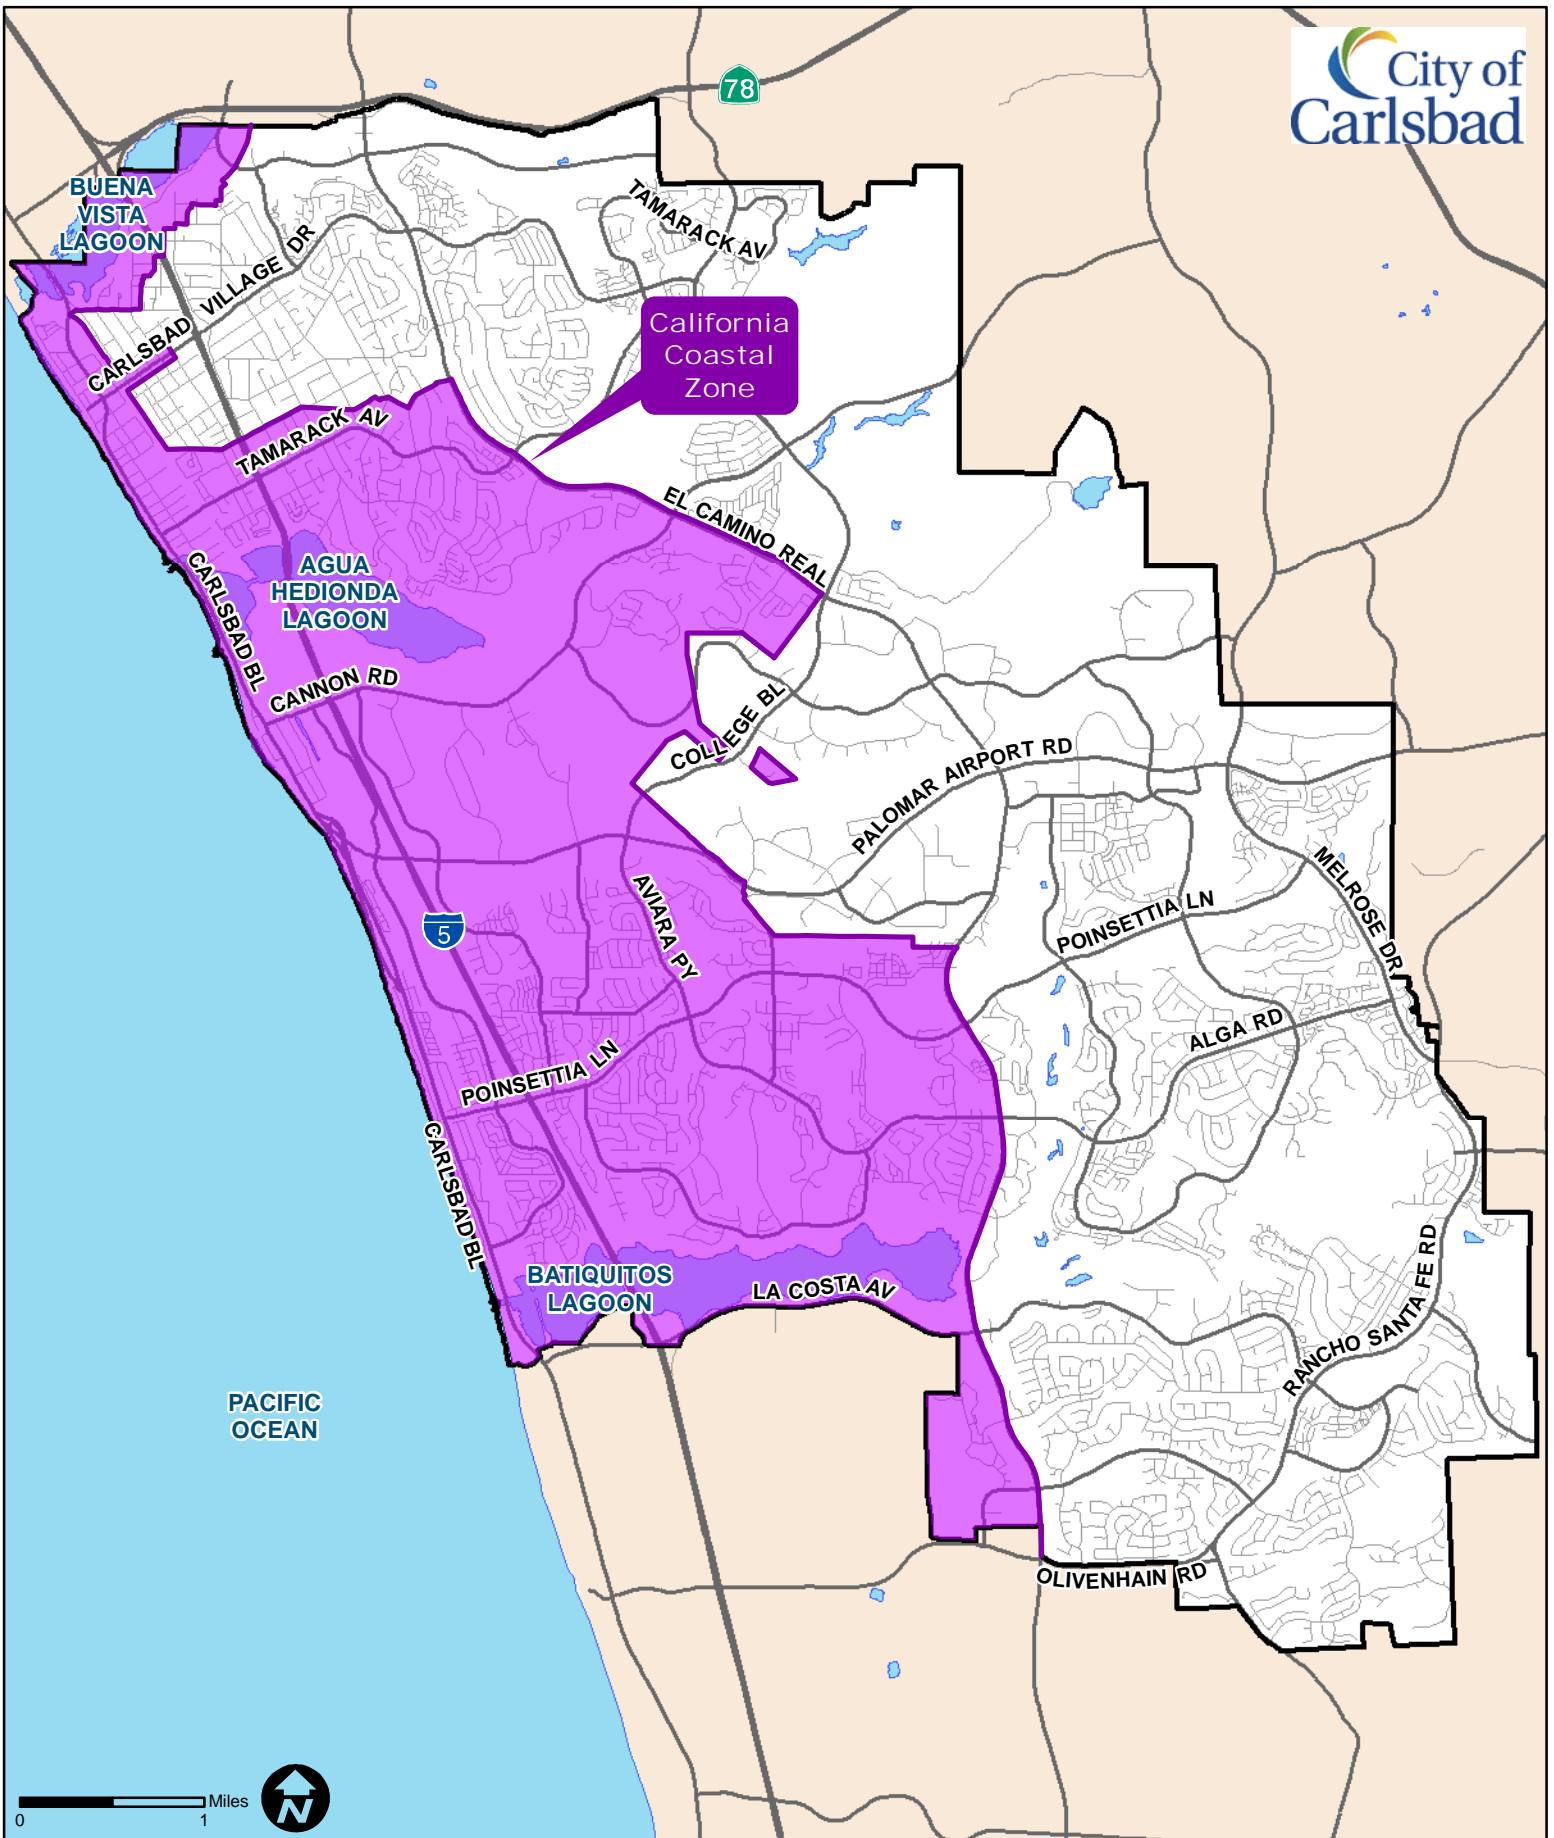 City of
Carlsbad
78
BUENA
VISTA
LAGOON
TAMARACK AV
CARLSBAD VILLAGE DR
California
Coastal
Zone
TAMARACK AV
EL CAMINO REAL
CARLSBAD BL
AGUA
HEDIONDA
LAGOON
CANNON RD
COLLEGE BL
PALOMAR AIRPORT RD
MELROSE DR
AVIARA PY
5
POINSETTIA LN
ALGA RD
POINSETTIA LN
CARLSBAD BL
BATIQUITOS
LAGOON
LA COSTA AV
RANCHO SANTA FE RD
PACIFIC
OCEAN
OLIVENHAIN RD
Miles
0 1
N